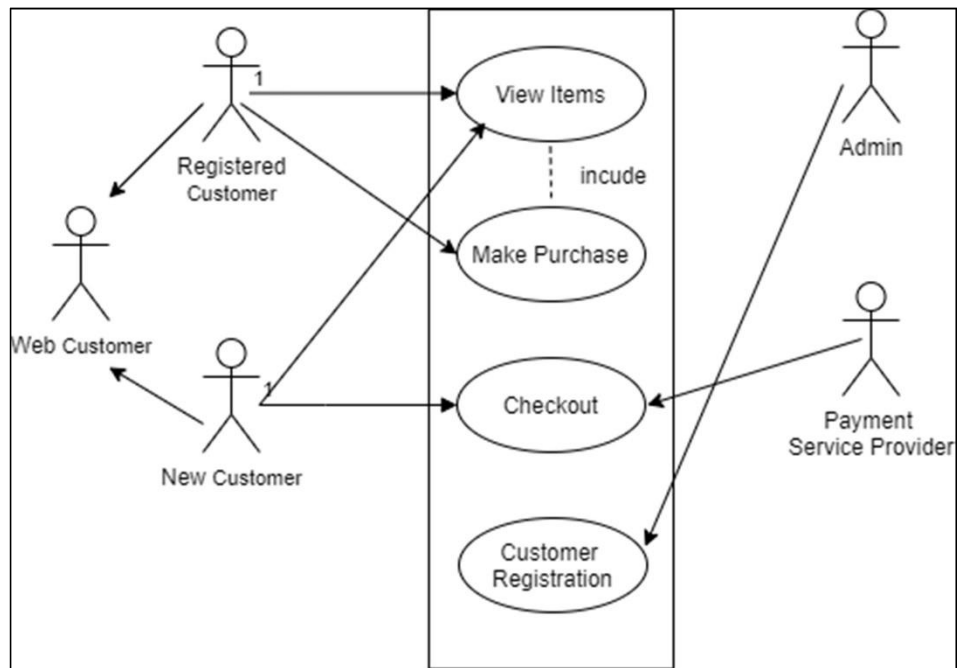 1
Registered
Customer
Web Customer
1
New Customer
View Items
incude
Make Purchase
Checkout
Customer
Registration
Admin
Payment
Service Provider